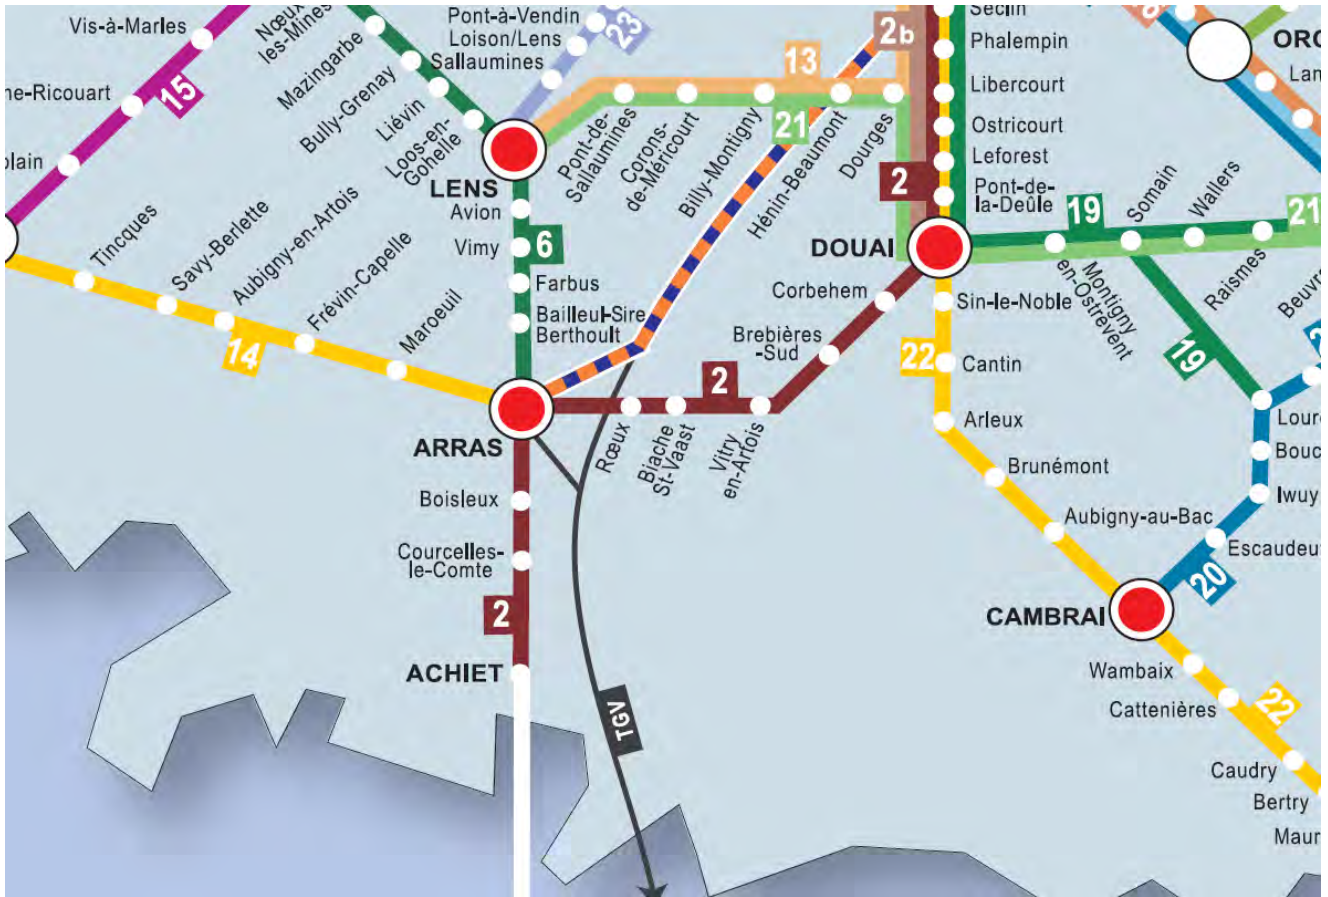 Vis-à-Marles
ne-Ricouart
plain
15
Nœux
les-Mines
Mazingarbe
Bully-Grenay
Liévin
Loos-en-
Gohelle
Pont-à-Vendin
Loison/Lens
Sallaumines
23
LENS
Avion
Vimy
6
Farbus
Bailleul-Sire
Berthoult
13
21
2b
Pont-de-
Sallaumines
Corons-
de-Méricourt
Billy-Montigny
Hénin-Beaumont
Dourges
2
Seclin
Phalempin
Libercourt
Ostricourt
Leforest
Pont-de-
la-Deûle
8
ORC
Lan
DOUAI
19
Somain
Wallers
21
Montigny
en-Ostrevent
Raismes
Beuvr
19
Tincques
Savy-Berlette
Aubigny-en-Artois
Frévin-Capelle
Maroeuil
14
Corbehem
Brebières
-Sud
2
Sin-le-Noble
22
Cantin
Arleux
Brunémont
Aubigny-au-Bac
Lour
Bouc
Iwuy
Escaudeu
20
ARRAS
Rœux
Biache
St-Vaast
Vitry
en-Artois
Boisleux
Courcelles-
le-Comte
2
ACHIET
TGV
CAMBRAI
Wambaix
Cattenières
22
Caudry
Bertry
Maur